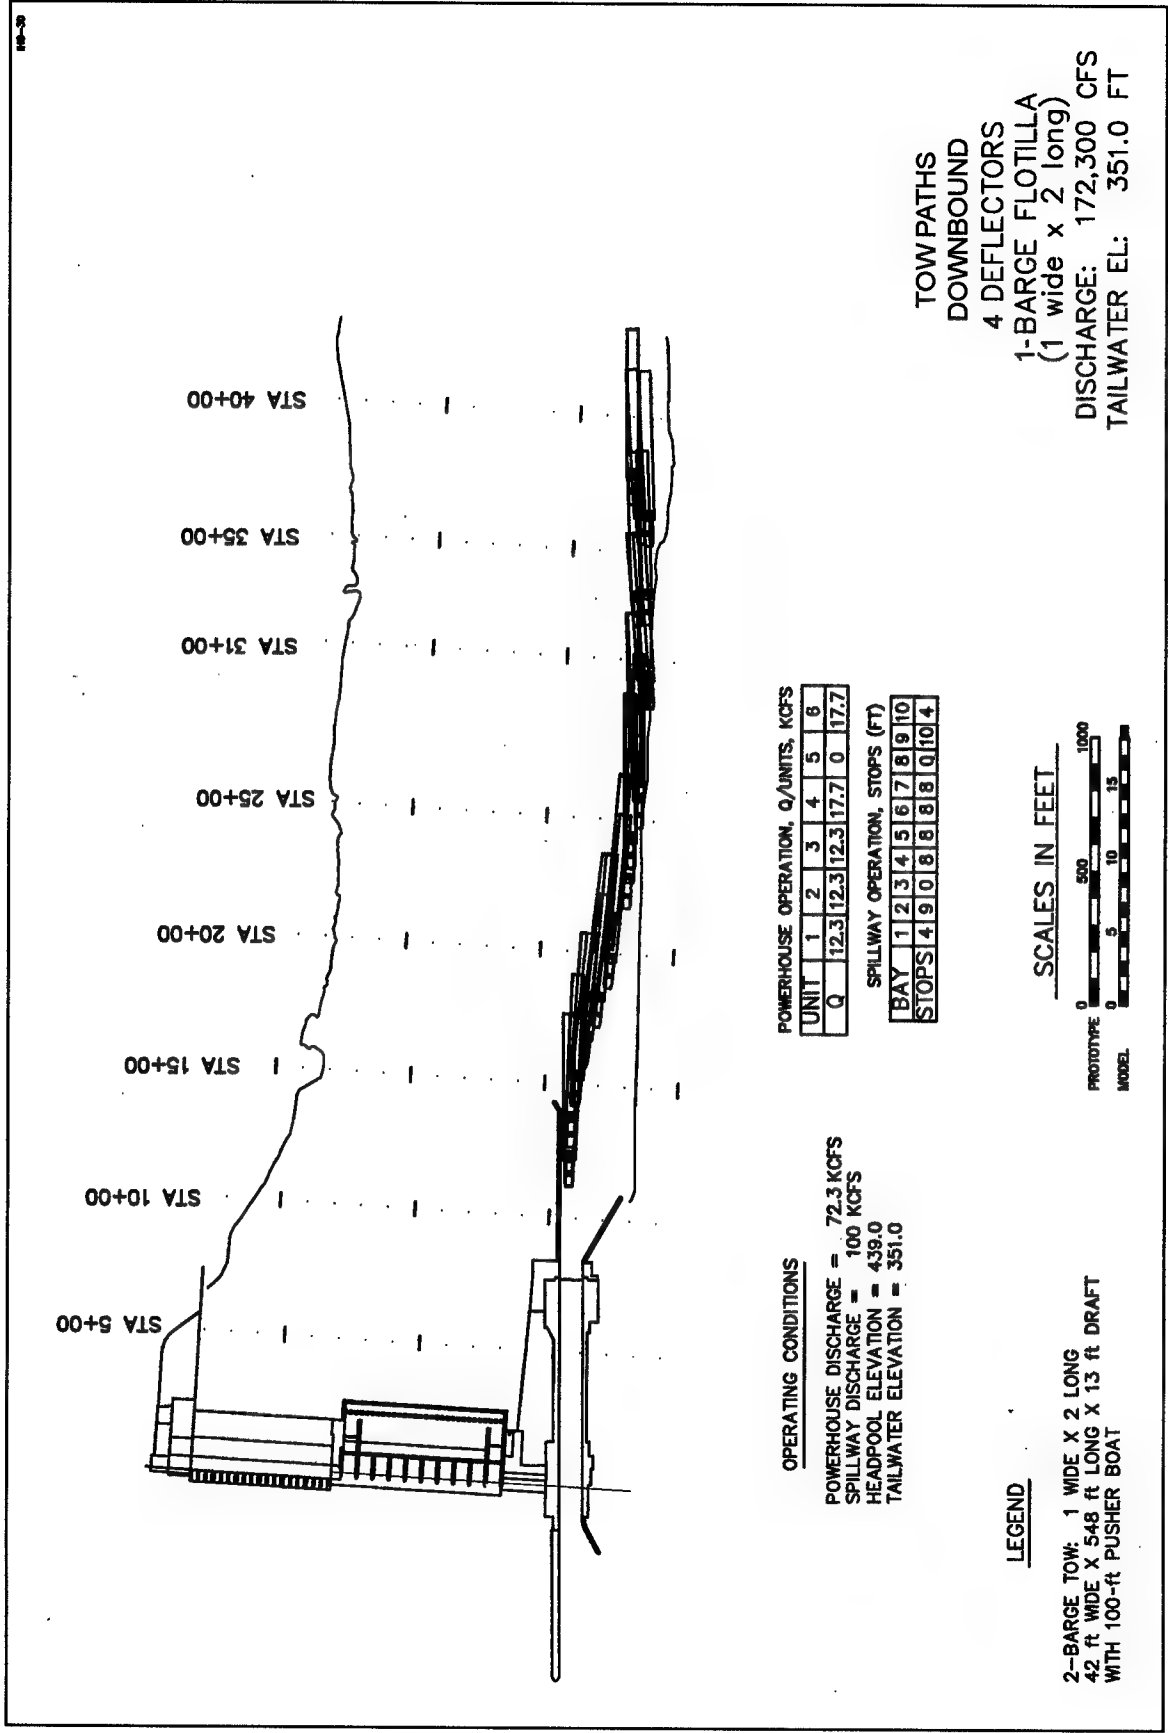 IH8-30
STA 5+00
STA 10+00
STA 15+00
STA 20+00
STA 25+00
STA 31+00
STA 35+00
STA 40+00
OPERATING CONDITIONS
POWERHOUSE DISCHARGE = 72.3 KCFS
SPILLWAY DISCHARGE = 100 KCFS
HEADPOOL ELEVATION = 439.0
TAILWATER ELEVATION = 351.0
POWERHOUSE OPERATION, Q/UNITS, KCFS
UNIT 1 2 3 4 5 6
Q 12.3 12.3 12.3 17.7 0 17.7
SPILLWAY OPERATION, STOPS (FT)
BAY 1 2 3 4 5 6 7 8 9 10
STOPS 4 9 0 8 8 8 8 0 10 4
LEGEND
2-BARGE TOW: 1 WIDE X 2 LONG
42 ft WIDE X 548 ft LONG X 13 ft DRAFT
WITH 100-ft PUSHER BOAT
SCALES IN FEET
PROTOTYPE 0 500 1000
MODEL 0 5 10 15
TOW PATHS
DOWNBOUND
4 DEFLECTORS
1-BARGE FLOTILLA
(1 wide x 2 long)
DISCHARGE: 172,300 CFS
TAILWATER EL: 351.0 FT